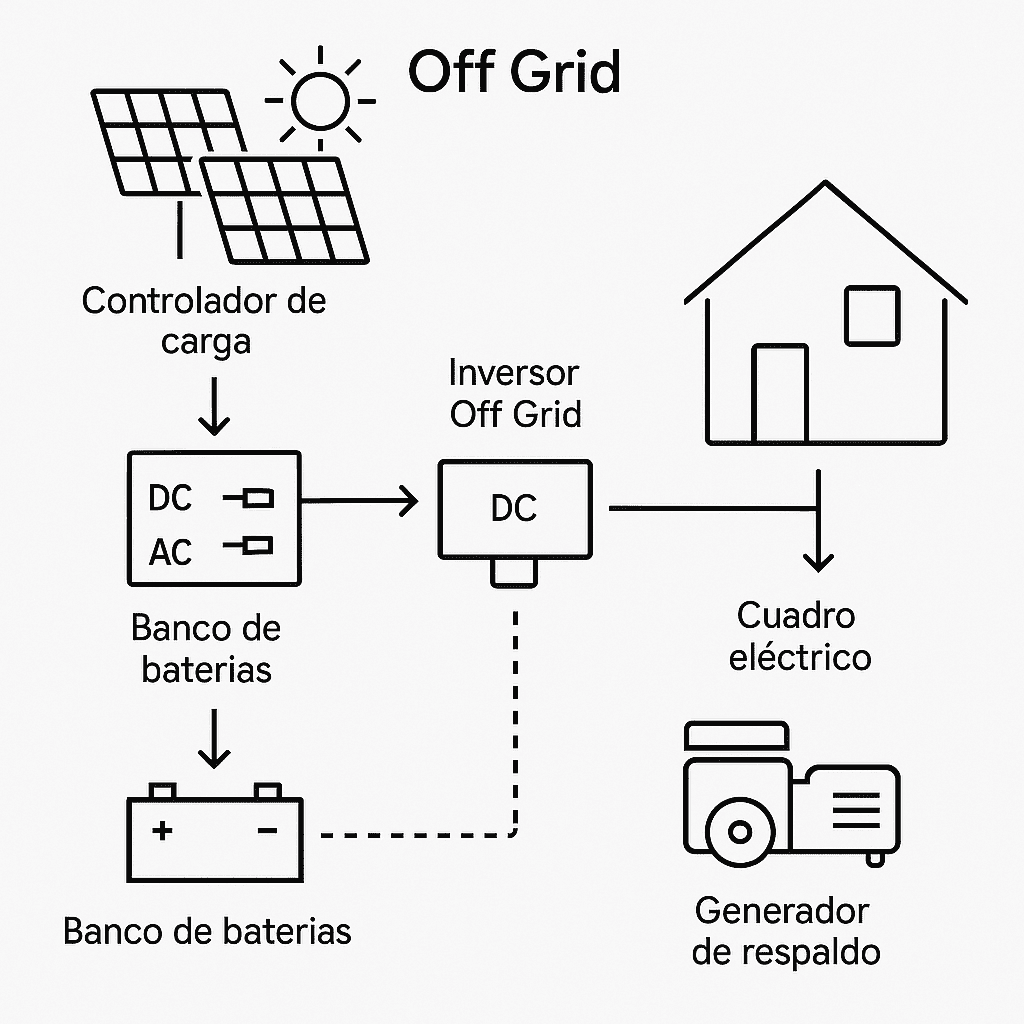 Off Grid
Controlador de
carga
Inversor
Off Grid
DC
AC
DC
Banco de
baterias
Cuadro
eléctrico
+ −
Banco de baterias
Generador
de respaldo